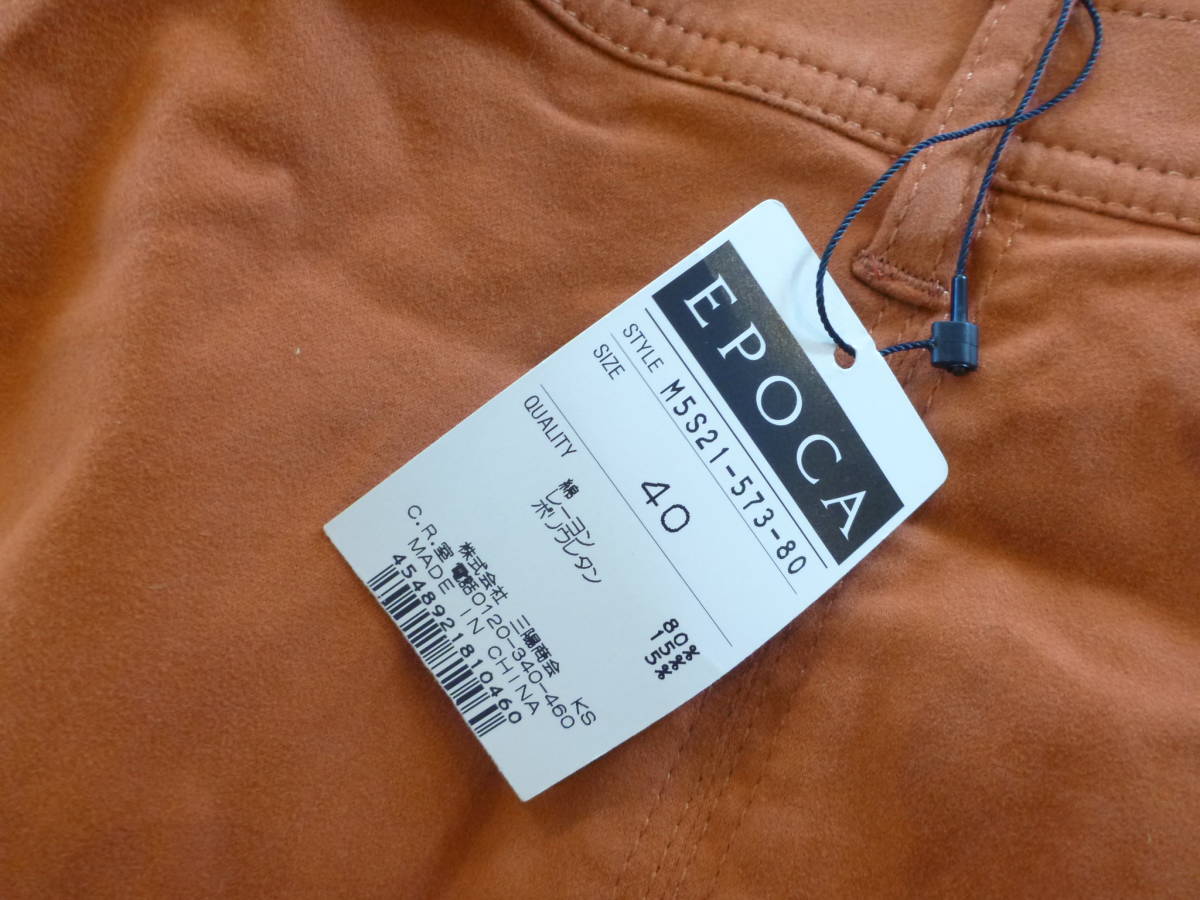 EPOCA
STYLE M5S21-573-80
SIZE 40
QUALITY
綿 80%
レーヨン 15%
ポリウレタン 5%
株式会社 三陽商会 KS
C.R.室 電話0120-340-460
MADE IN CHINA
4548921810460